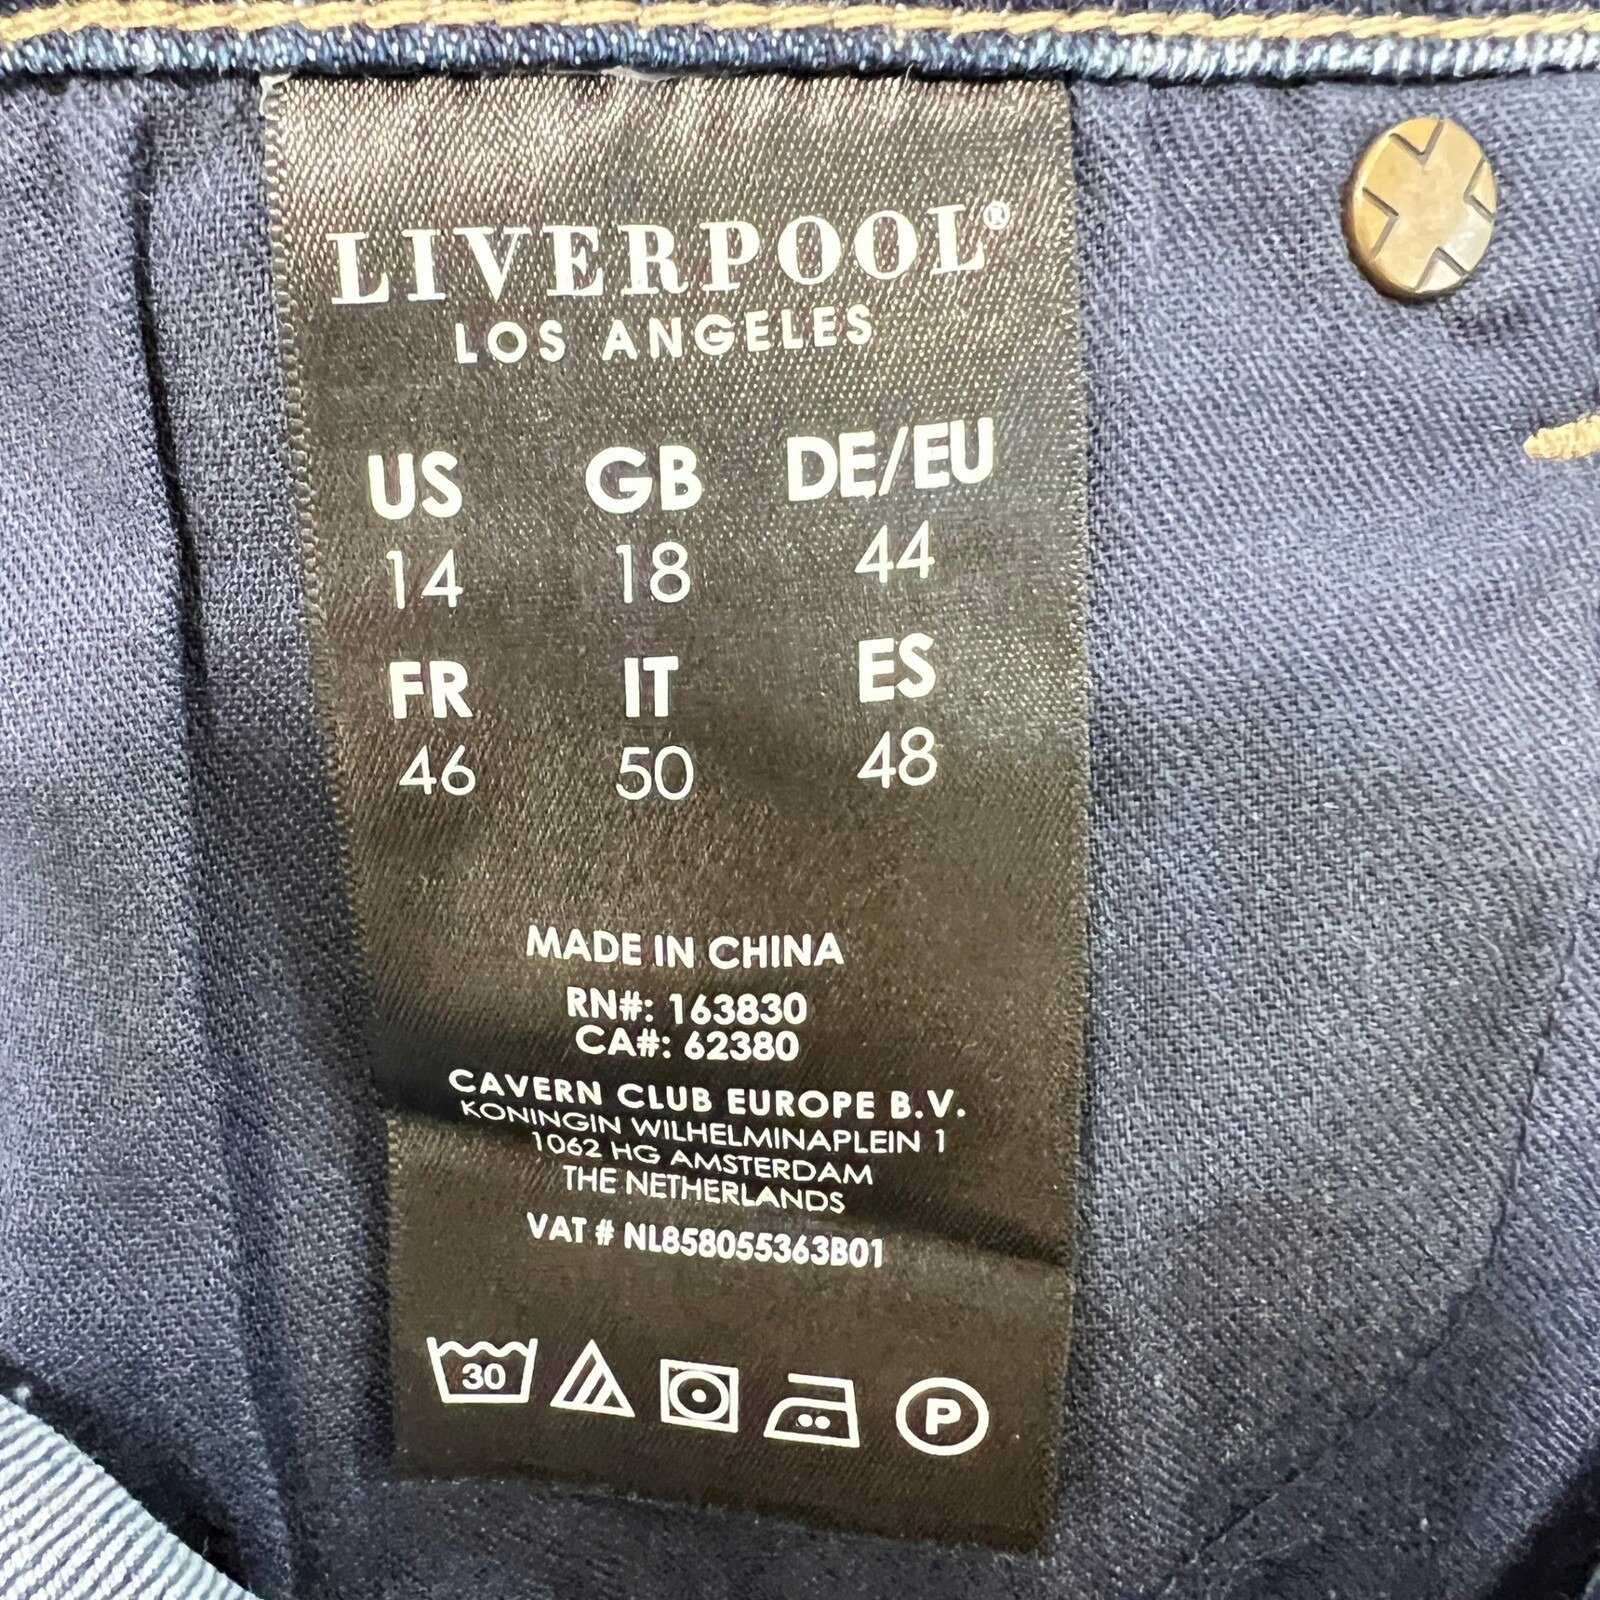 LIVERPOOL®
LOS ANGELES
US GB DE/EU
14 18 44
FR IT ES
46 50 48
MADE IN CHINA
RN#: 163830
CA#: 62380
CAVERN CLUB EUROPE B.V.
KONINGIN WILHELMINAPLEIN 1
1062 HG AMSTERDAM
THE NETHERLANDS
VAT # NL858055363B01
30 P